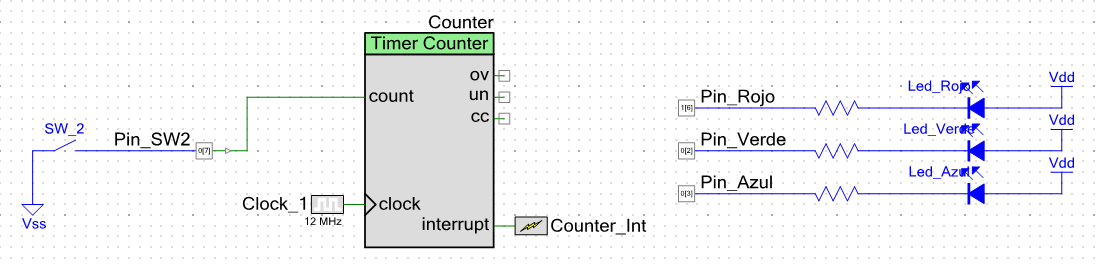 Counter
Timer Counter
ov
count
un
cc
SW_2
Pin_SW2
0[7]
Vss
Clock_1
12 MHz
clock
interrupt
Counter_Int
Vdd
Led_Rojo
Pin_Rojo
1[6]
Vdd
Led_Verde
Pin_Verde
0[2]
Vdd
Led_Azul
Pin_Azul
0[3]